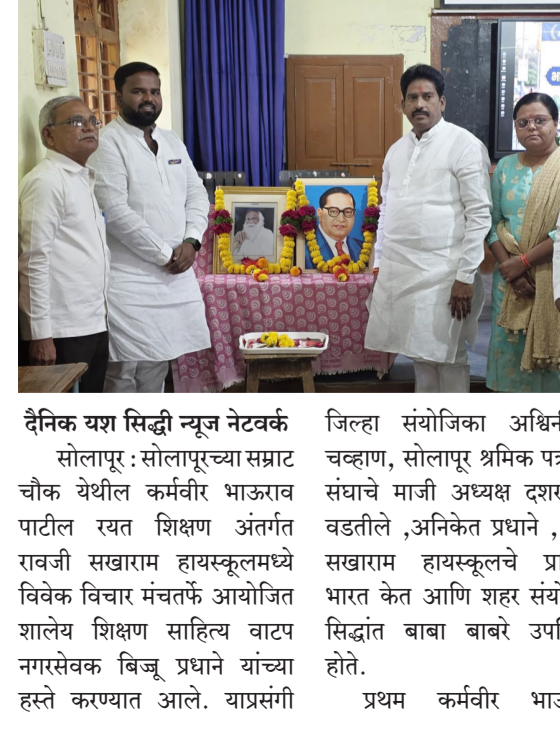 दैनिक यश सिद्धी न्यूज नेटवर्क
सोलापूर : सोलापूरच्या सम्राट
चौक येथील कर्मवीर भाऊराव
पाटील रयत शिक्षण अंतर्गत
रावजी सखाराम हायस्कूलमध्ये
विवेक विचार मंचतर्फे आयोजित
शालेय शिक्षण साहित्य वाटप
नगरसेवक बिज्जू प्रधाने यांच्या
हस्ते करण्यात आले. याप्रसंगी
जिल्हा संयोजिका
चव्हाण, सोलापूर श्रमिक
संघाचे माजी अध्यक्ष
वडतीले ,अनिकेत प्रधाने ,
सखाराम हायस्कूलचे
भारत केत आणि शहर
सिद्धांत बाबा बाबरे
होते.
प्रथम कर्मवीर